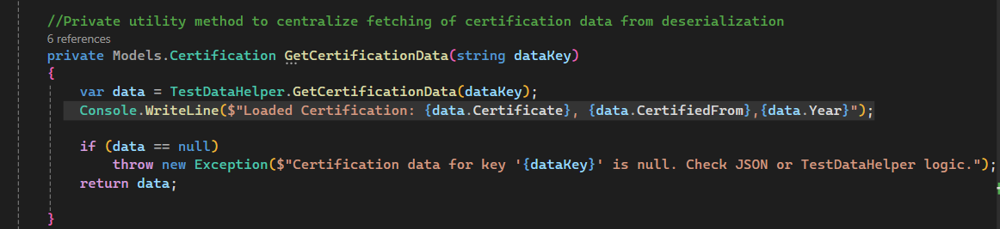 //Private utility method to centralize fetching of certification data from deserialization
6 references
private Models.Certification GetCertificationData(string dataKey)
{
var data = TestDataHelper.GetCertificationData(dataKey);
Console.WriteLine($"Loaded Certification: {data.Certificate}, {data.CertifiedFrom},{data.Year}");
if (data == null)
throw new Exception($"Certification data for key '{dataKey}' is null. Check JSON or TestDataHelper logic.");
return data;
}